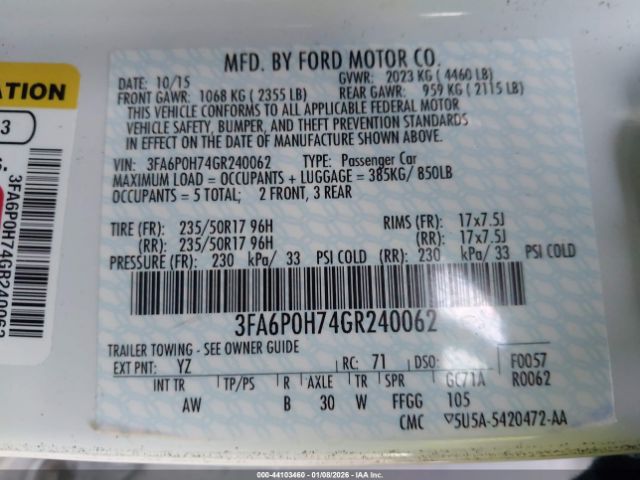 ATION
3
S.
3FA6P0H74GR240062
MFD. BY FORD MOTOR CO.
DATE: 10/15 GVWR: 2023 KG ( 4460 LB)
FRONT GAWR: 1068 KG ( 2355 LB) REAR GAWR: 959 KG ( 2115 LB)
THIS VEHICLE CONFORMS TO ALL APPLICABLE FEDERAL MOTOR
VEHICLE SAFETY, BUMPER, AND THEFT PREVENTION STANDARDS
IN EFFECT ON THE DATE OF MANUFACTURE SHOWN ABOVE.
VIN: 3FA6P0H74GR240062 TYPE: Passenger Car
MAXIMUM LOAD = OCCUPANTS + LUGGAGE = 385KG/ 850LB
OCCUPANTS = 5 TOTAL; 2 FRONT, 3 REAR
TIRE (FR): 235/50R17 96H RIMS (FR): 17x7.5J
(RR): 235/50R17 96H (RR): 17x7.5J
PRESSURE (FR): 230 kPa/ 33 PSI COLD (RR): 230 kPa/ 33 PSI COLD
3FA6P0H74GR240062
TRAILER TOWING - SEE OWNER GUIDE
EXT PNT: YZ RC: 71 DSO: F0057
INT TR TP/PS R AXLE TR SPR GC71A R0062
AW B 30 W FFGG 105
CMC ▽5U5A-5420472-AA
000-44103460 - 01/08/2026 - IAA Inc.